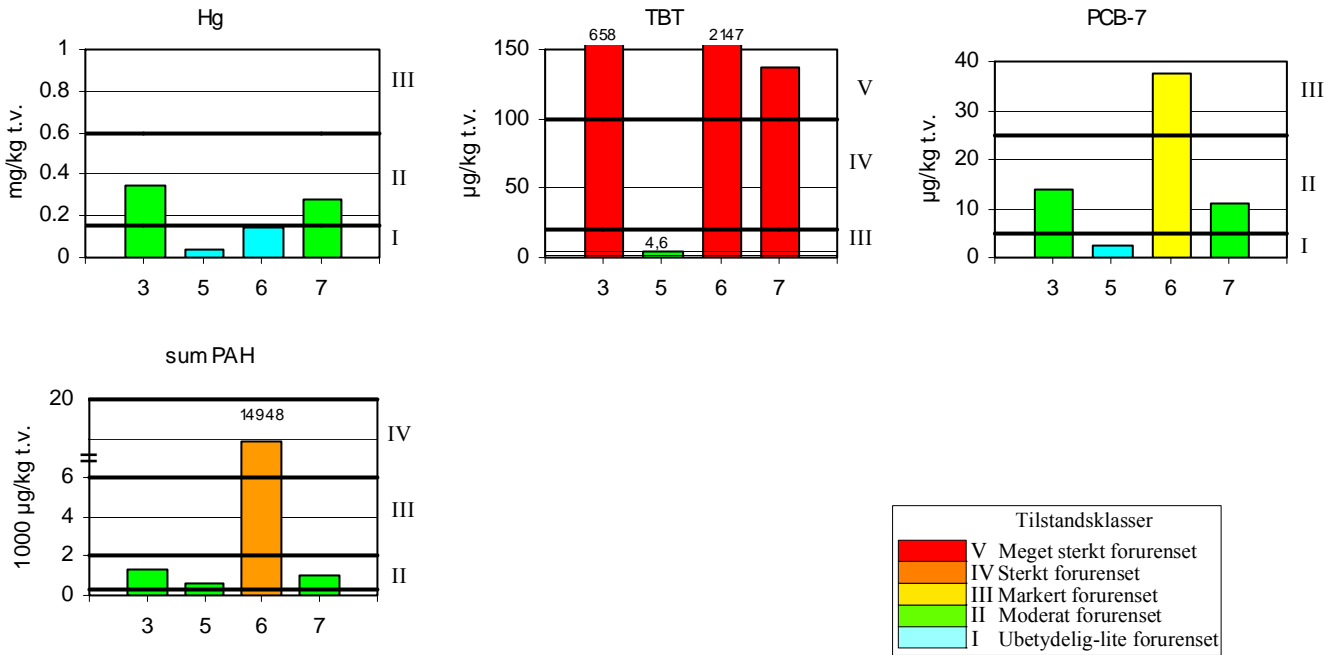 Hg
1
0.8
0.6
0.4
0.2
0
mg/kg t.v.
III
II
I
3 5 6 7
TBT
658 2147
150
100
50
0
µg/kg t.v.
4,6
V
IV
III
3 5 6 7
PCB-7
40
30
20
10
0
µg/kg t.v.
III
II
I
3 5 6 7
sum PAH
20
6
4
2
0
1000 µg/kg t.v.
14948
IV
III
II
3 5 6 7
Tilstandsklasser
V Meget sterkt forurenset
IV Sterkt forurenset
III Markert forurenset
II Moderat forurenset
I Ubetydelig-lite forurenset